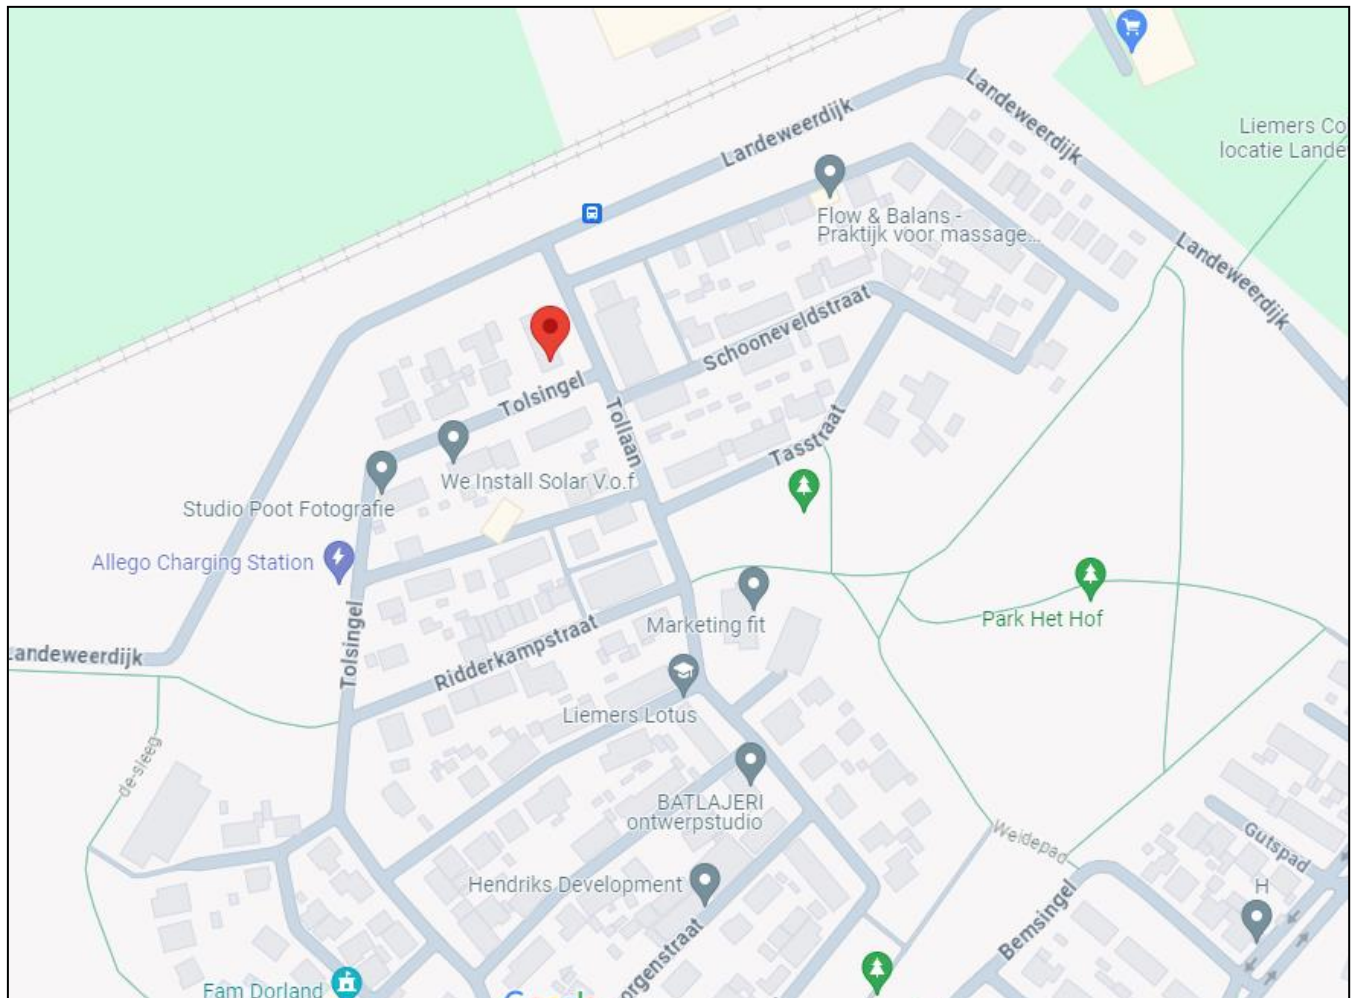 Landeweerdijk
Landeweerdijk
Liemers Co
locatie Lande
Flow & Balans -
Praktijk voor massage...
Landeweerdijk
Schooneveldstraat
Tolsingel
Tollaan
Tasstraat
We Install Solar V.o.f
Studio Poot Fotografie
Allego Charging Station
Tolsingel
Landeweerdijk
Ridderkampstraat
Marketing fit
Park Het Hof
Liemers Lotus
de-sleeg
BATLAJERI
ontwerpstudio
Weidepad
Gutspad
Hendriks Development
H
Bemsingel
orgenstraat
Fam Dorland